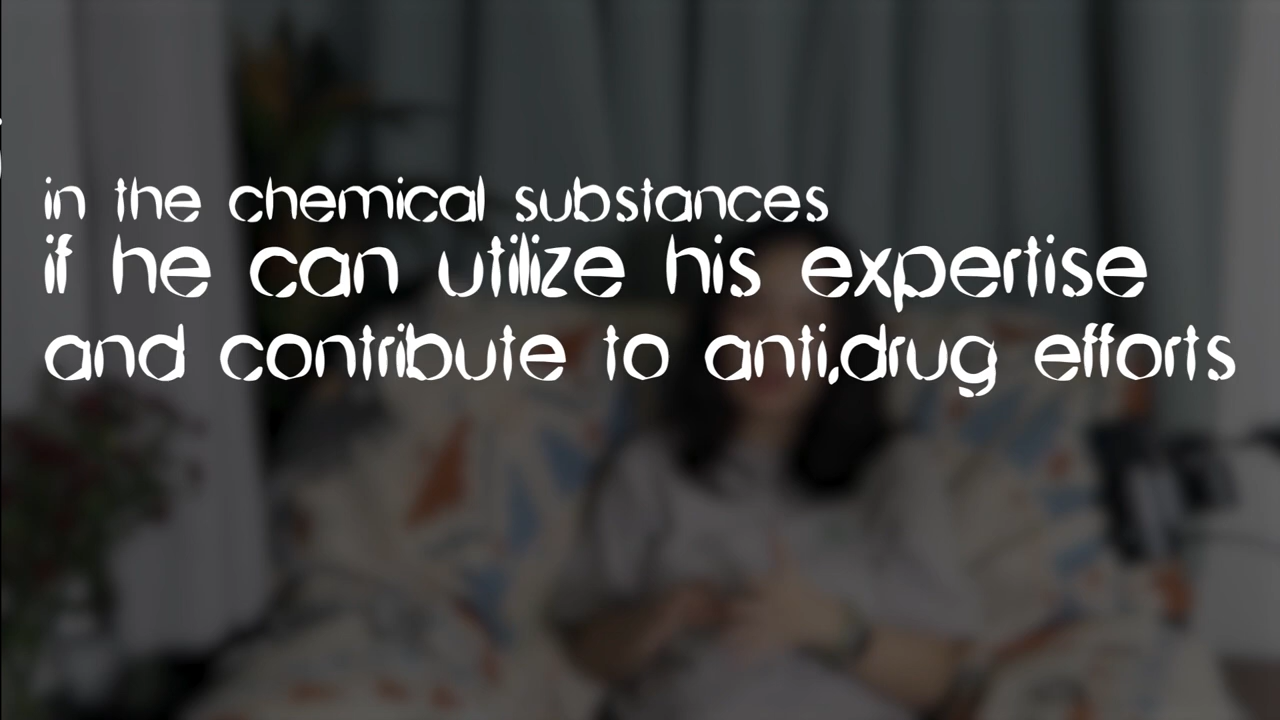 in the chemical substances
if he can utilize his expertise
and contribute to anti,drug efforts